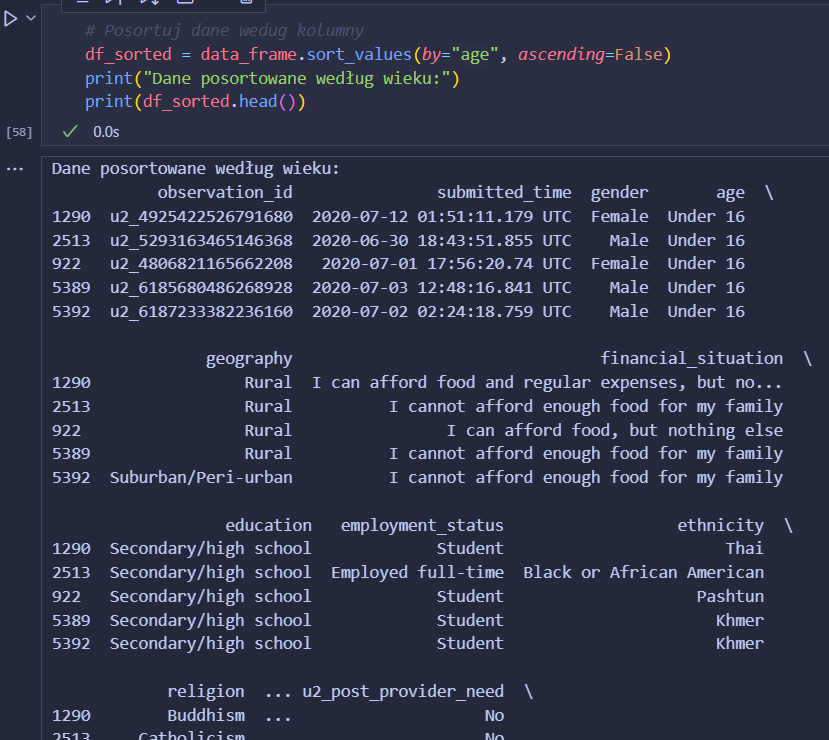 # Posortuj dane wedug kolumny
df_sorted = data_frame.sort_values(by="age", ascending=False)
print("Dane posortowane według wieku:")
print(df_sorted.head())
[58] 0.0s
... Dane posortowane według wieku:
observation_id submitted_time gender age \
1290 u2_4925422526791680 2020-07-12 01:51:11.179 UTC Female Under 16
2513 u2_5293163465146368 2020-06-30 18:43:51.855 UTC Male Under 16
922 u2_4806821165662208 2020-07-01 17:56:20.74 UTC Female Under 16
5389 u2_6185680486268928 2020-07-03 12:48:16.841 UTC Male Under 16
5392 u2_6187233382236160 2020-07-02 02:24:18.759 UTC Male Under 16
geography financial_situation \
1290 Rural I can afford food and regular expenses, but no...
2513 Rural I cannot afford enough food for my family
922 Rural I can afford food, but nothing else
5389 Rural I cannot afford enough food for my family
5392 Suburban/Peri-urban I cannot afford enough food for my family
education employment_status ethnicity \
1290 Secondary/high school Student Thai
2513 Secondary/high school Employed full-time Black or African American
922 Secondary/high school Student Pashtun
5389 Secondary/high school Student Khmer
5392 Secondary/high school Student Khmer
religion ... u2_post_provider_need \
1290 Buddhism ... No
2513 Catholicism No